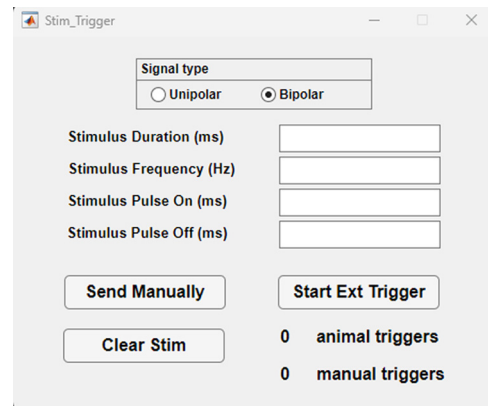 Stim_Trigger
Signal type
Unipolar Bipolar
Stimulus Duration (ms)
Stimulus Frequency (Hz)
Stimulus Pulse On (ms)
Stimulus Pulse Off (ms)
Send Manually Start Ext Trigger
Clear Stim 0 animal triggers
0 manual triggers